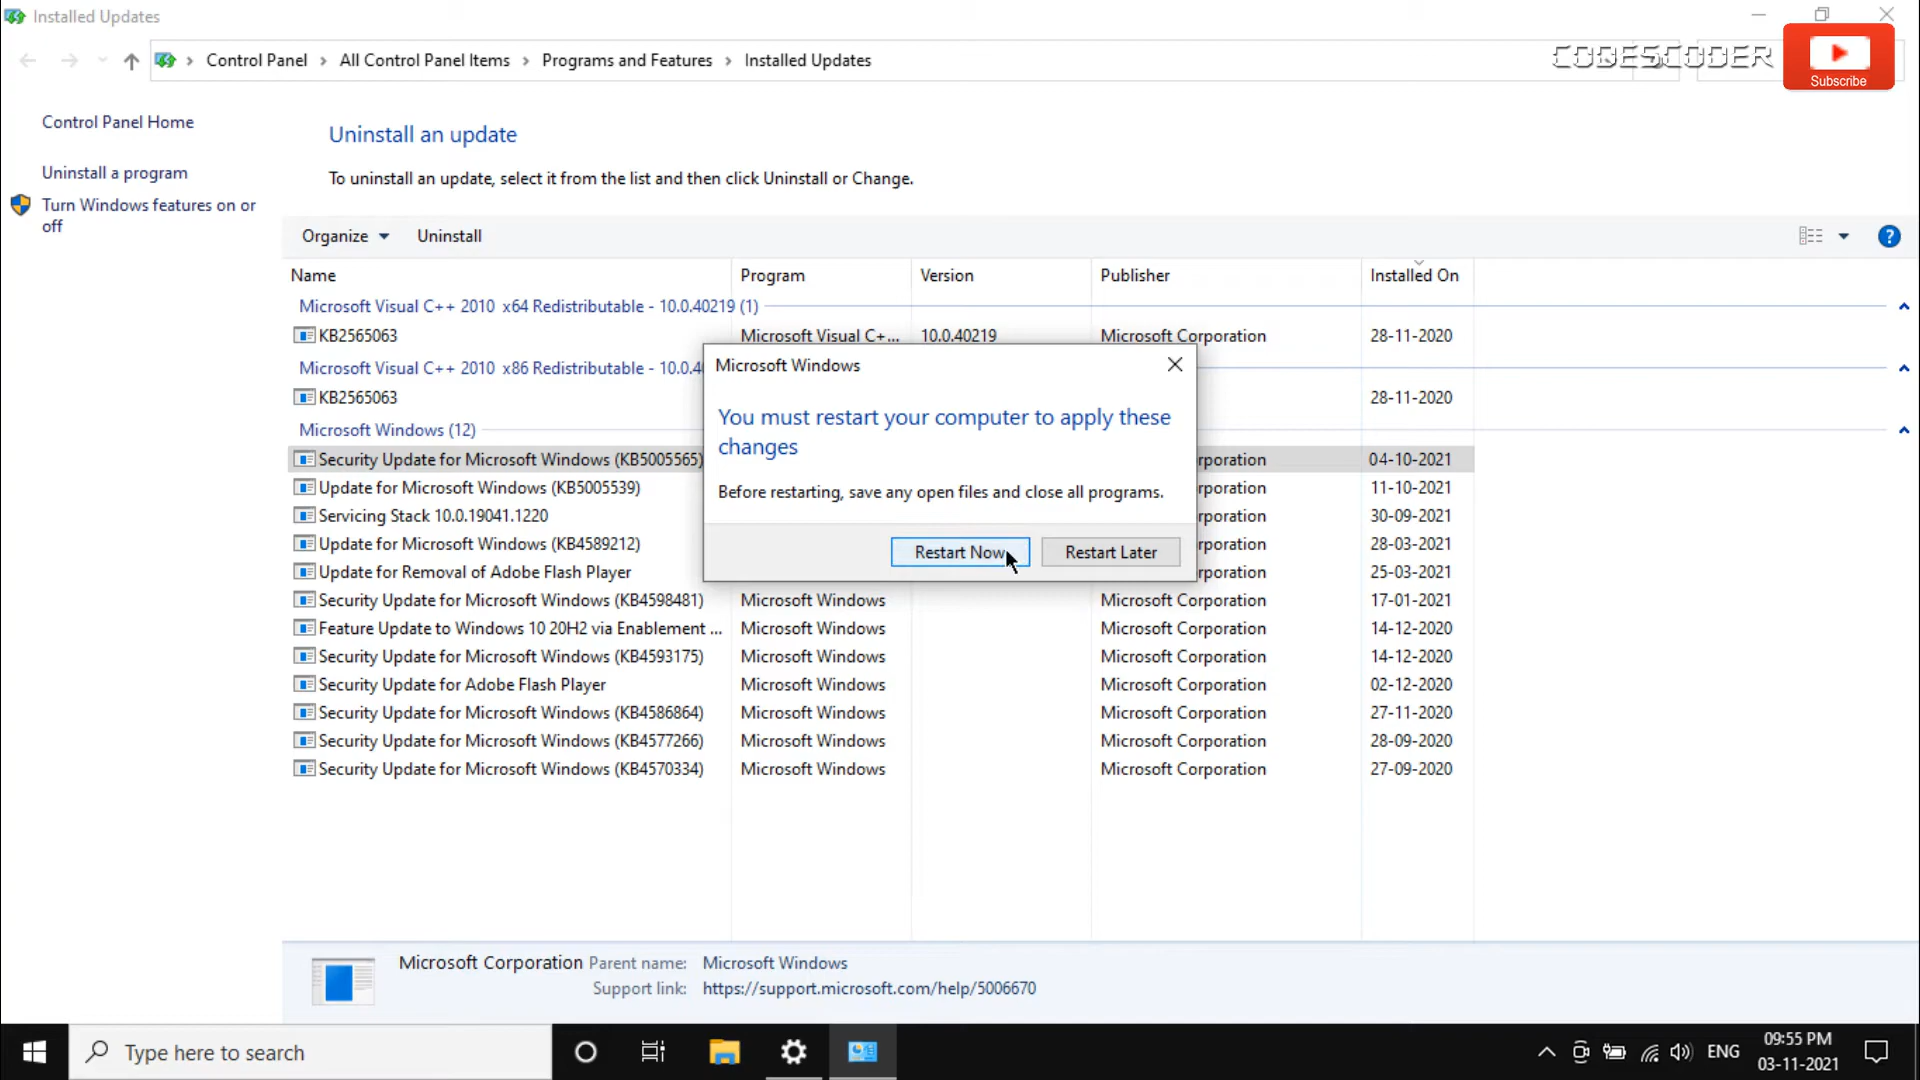 Installed Updates
Control Panel > All Control Panel Items > Programs and Features > Installed Updates
CODESCODER
Subscribe
Control Panel Home
Uninstall a program
Turn Windows features on or
off
Uninstall an update
To uninstall an update, select it from the list and then click Uninstall or Change.
Organize Uninstall
?
Name Program Version Publisher Installed On
Microsoft Visual C++ 2010 x64 Redistributable - 10.0.40219 (1)
KB2565063 Microsoft Visual C+... 10.0.40219 Microsoft Corporation 28-11-2020
Microsoft Visual C++ 2010 x86 Redistributable - 10.0.40
KB2565063 28-11-2020
Microsoft Windows (12)
Security Update for Microsoft Windows (KB5005565) rporation 04-10-2021
Update for Microsoft Windows (KB5005539) rporation 11-10-2021
Servicing Stack 10.0.19041.1220 rporation 30-09-2021
Update for Microsoft Windows (KB4589212) rporation 28-03-2021
Update for Removal of Adobe Flash Player rporation 25-03-2021
Security Update for Microsoft Windows (KB4598481) Microsoft Windows Microsoft Corporation 17-01-2021
Feature Update to Windows 10 20H2 via Enablement ... Microsoft Windows Microsoft Corporation 14-12-2020
Security Update for Microsoft Windows (KB4593175) Microsoft Windows Microsoft Corporation 14-12-2020
Security Update for Adobe Flash Player Microsoft Windows Microsoft Corporation 02-12-2020
Security Update for Microsoft Windows (KB4586864) Microsoft Windows Microsoft Corporation 27-11-2020
Security Update for Microsoft Windows (KB4577266) Microsoft Windows Microsoft Corporation 28-09-2020
Security Update for Microsoft Windows (KB4570334) Microsoft Windows Microsoft Corporation 27-09-2020
Microsoft Windows
You must restart your computer to apply these
changes
Before restarting, save any open files and close all programs.
Restart Now Restart Later
Microsoft Corporation Parent name: Microsoft Windows
Support link: https://support.microsoft.com/help/5006670
Type here to search
ENG
09:55 PM
03-11-2021